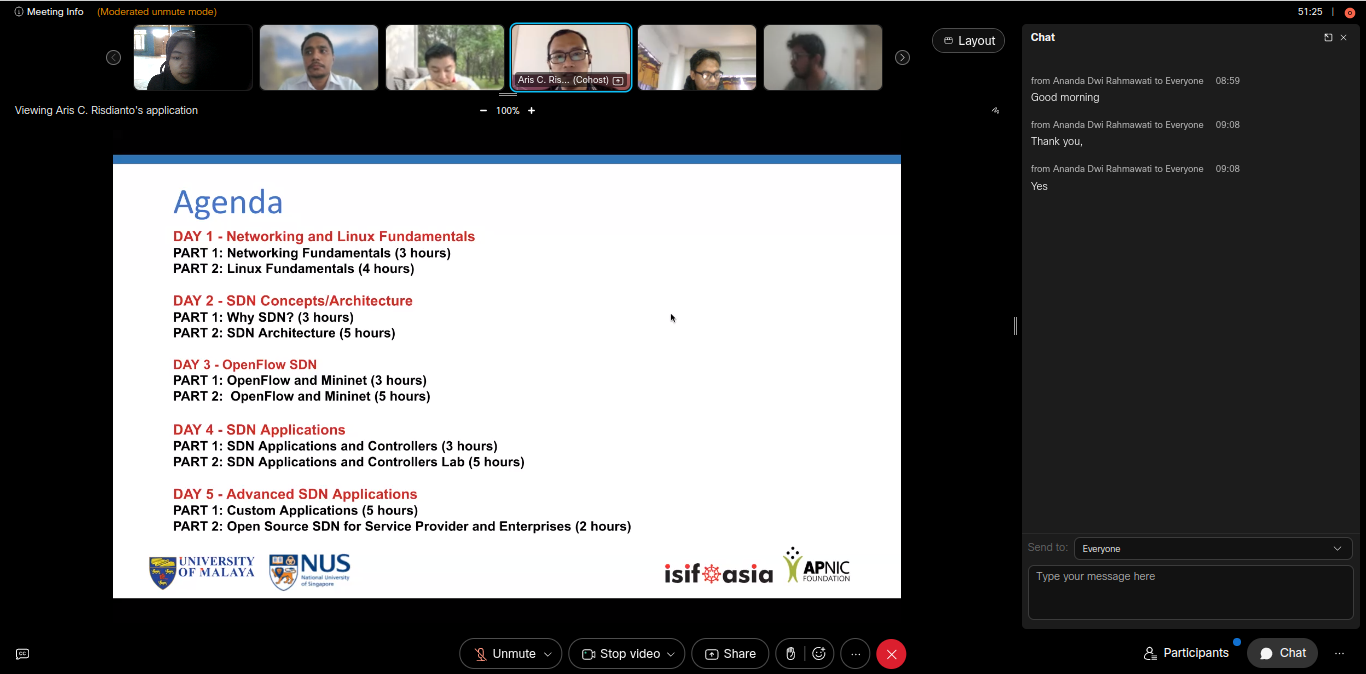 Meeting Info (Moderated unmute mode)
51:25
Layout
Aris C. Ris... (Cohost)
Viewing Aris C. Risdianto's application
− 100% +
Agenda
DAY 1 - Networking and Linux Fundamentals
PART 1: Networking Fundamentals (3 hours)
PART 2: Linux Fundamentals (4 hours)
DAY 2 - SDN Concepts/Architecture
PART 1: Why SDN? (3 hours)
PART 2: SDN Architecture (5 hours)
DAY 3 - OpenFlow SDN
PART 1: OpenFlow and Mininet (3 hours)
PART 2:  OpenFlow and Mininet (5 hours)
DAY 4 - SDN Applications
PART 1: SDN Applications and Controllers (3 hours)
PART 2: SDN Applications and Controllers Lab (5 hours)
DAY 5 - Advanced SDN Applications
PART 1: Custom Applications (5 hours)
PART 2: Open Source SDN for Service Provider and Enterprises (2 hours)
UNIVERSITY
OF MALAYA
NUS
National University
of Singapore
isif asia
APNIC
FOUNDATION
Chat
from Ananda Dwi Rahmawati to Everyone 08:59
Good morning
from Ananda Dwi Rahmawati to Everyone 09:08
Thank you,
from Ananda Dwi Rahmawati to Everyone 09:08
Yes
Send to: Everyone
Type your message here
CC
Unmute
Stop video
Share
...
Participants
Chat
...